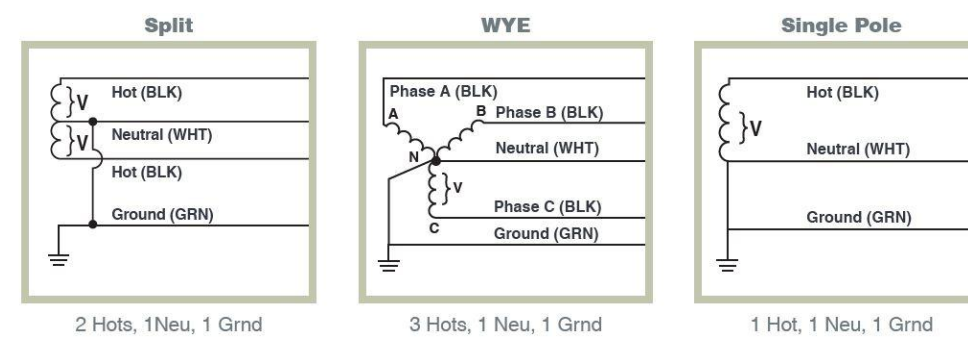 Split
V
V
Hot (BLK)
Neutral (WHT)
Hot (BLK)
Ground (GRN)
2 Hots, 1Neu, 1 Grnd
WYE
Phase A (BLK)
A
B
Phase B (BLK)
N
Neutral (WHT)
V
Phase C (BLK)
C
Ground (GRN)
3 Hots, 1 Neu, 1 Grnd
Single Pole
Hot (BLK)
V
Neutral (WHT)
Ground (GRN)
1 Hot, 1 Neu, 1 Grnd